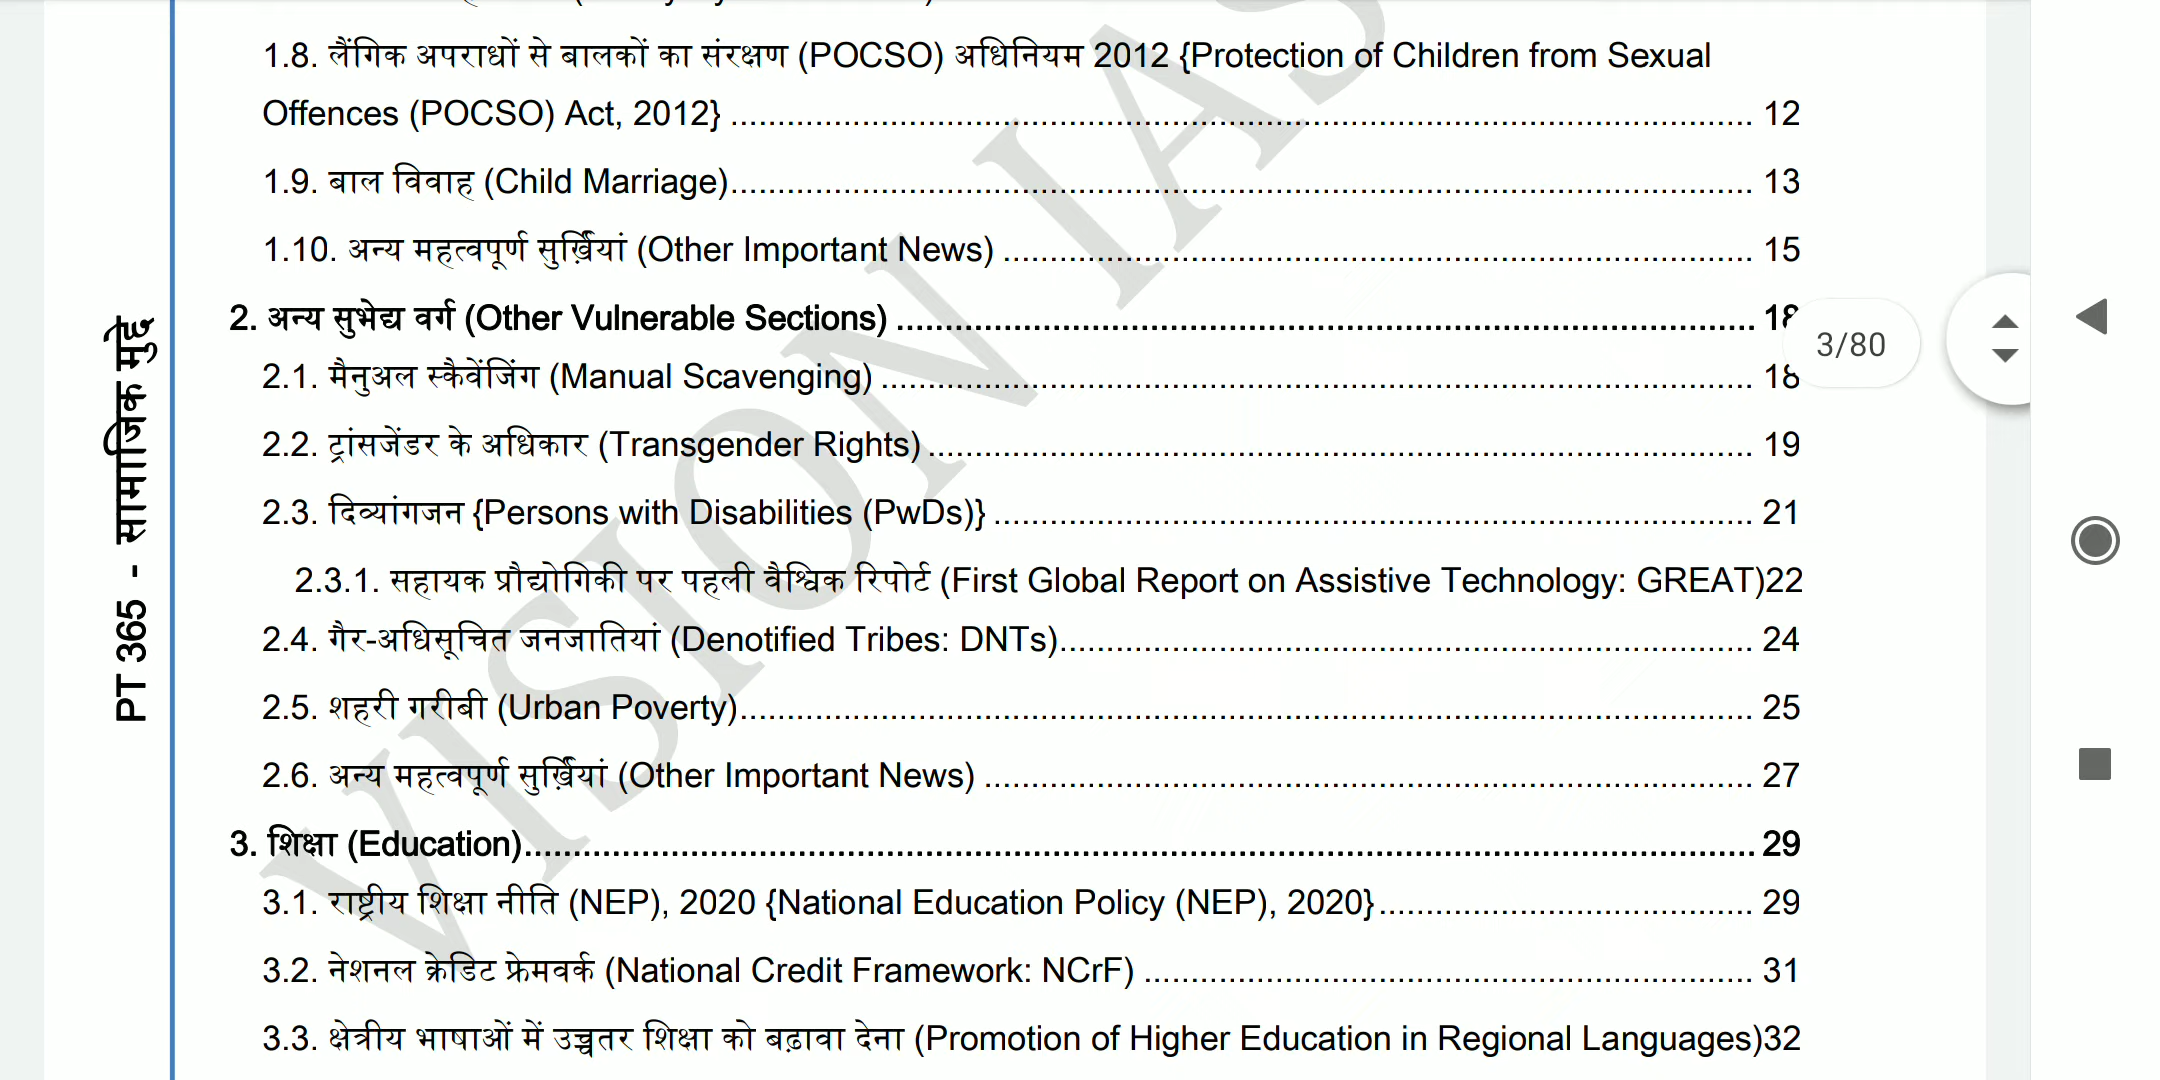 1.8. लैंगिक अपराधों से बालकों का संरक्षण (POCSO) अधिनियम 2012 {Protection of Children from Sexual
Offences (POCSO) Act, 2012} ........ 12
1.9. बाल विवाह (Child Marriage)........ 13
1.10. अन्य महत्वपूर्ण सुर्ख़ियां (Other Important News) ........ 15
2. अन्य सुभेद्य वर्ग (Other Vulnerable Sections) ........ 18
2.1. मैनुअल स्कैवेंजिंग (Manual Scavenging) ........ 18
2.2. ट्रांसजेंडर के अधिकार (Transgender Rights) ........ 19
2.3. दिव्यांगजन {Persons with Disabilities (PwDs)} ........ 21
2.3.1. सहायक प्रौद्योगिकी पर पहली वैश्विक रिपोर्ट (First Global Report on Assistive Technology: GREAT)22
2.4. गैर-अधिसूचित जनजातियां (Denotified Tribes: DNTs)........ 24
2.5. शहरी गरीबी (Urban Poverty)........ 25
2.6. अन्य महत्वपूर्ण सुर्ख़ियां (Other Important News) ........ 27
3. शिक्षा (Education)........ 29
3.1. राष्ट्रीय शिक्षा नीति (NEP), 2020 {National Education Policy (NEP), 2020}........ 29
3.2. नेशनल क्रेडिट फ्रेमवर्क (National Credit Framework: NCrF) ........ 31
3.3. क्षेत्रीय भाषाओं में उच्चतर शिक्षा को बढ़ावा देना (Promotion of Higher Education in Regional Languages)32
PT 365 - सामाजिक मुद्दे
VISION IAS
3/80